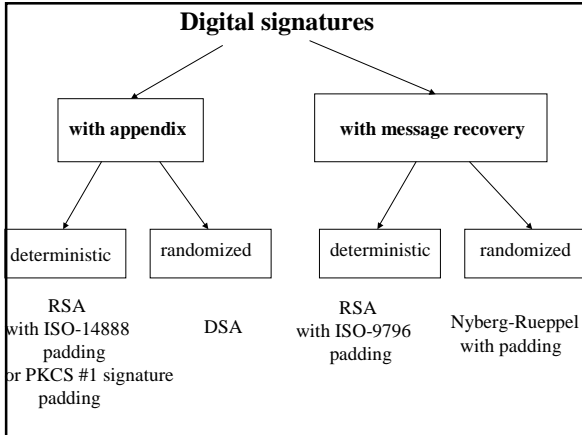 Digital signatures
with appendix
with message recovery
deterministic
randomized
deterministic
randomized
RSA
with ISO-14888
padding
or PKCS #1 signature
padding
DSA
RSA
with ISO-9796
padding
Nyberg-Rueppel
with padding